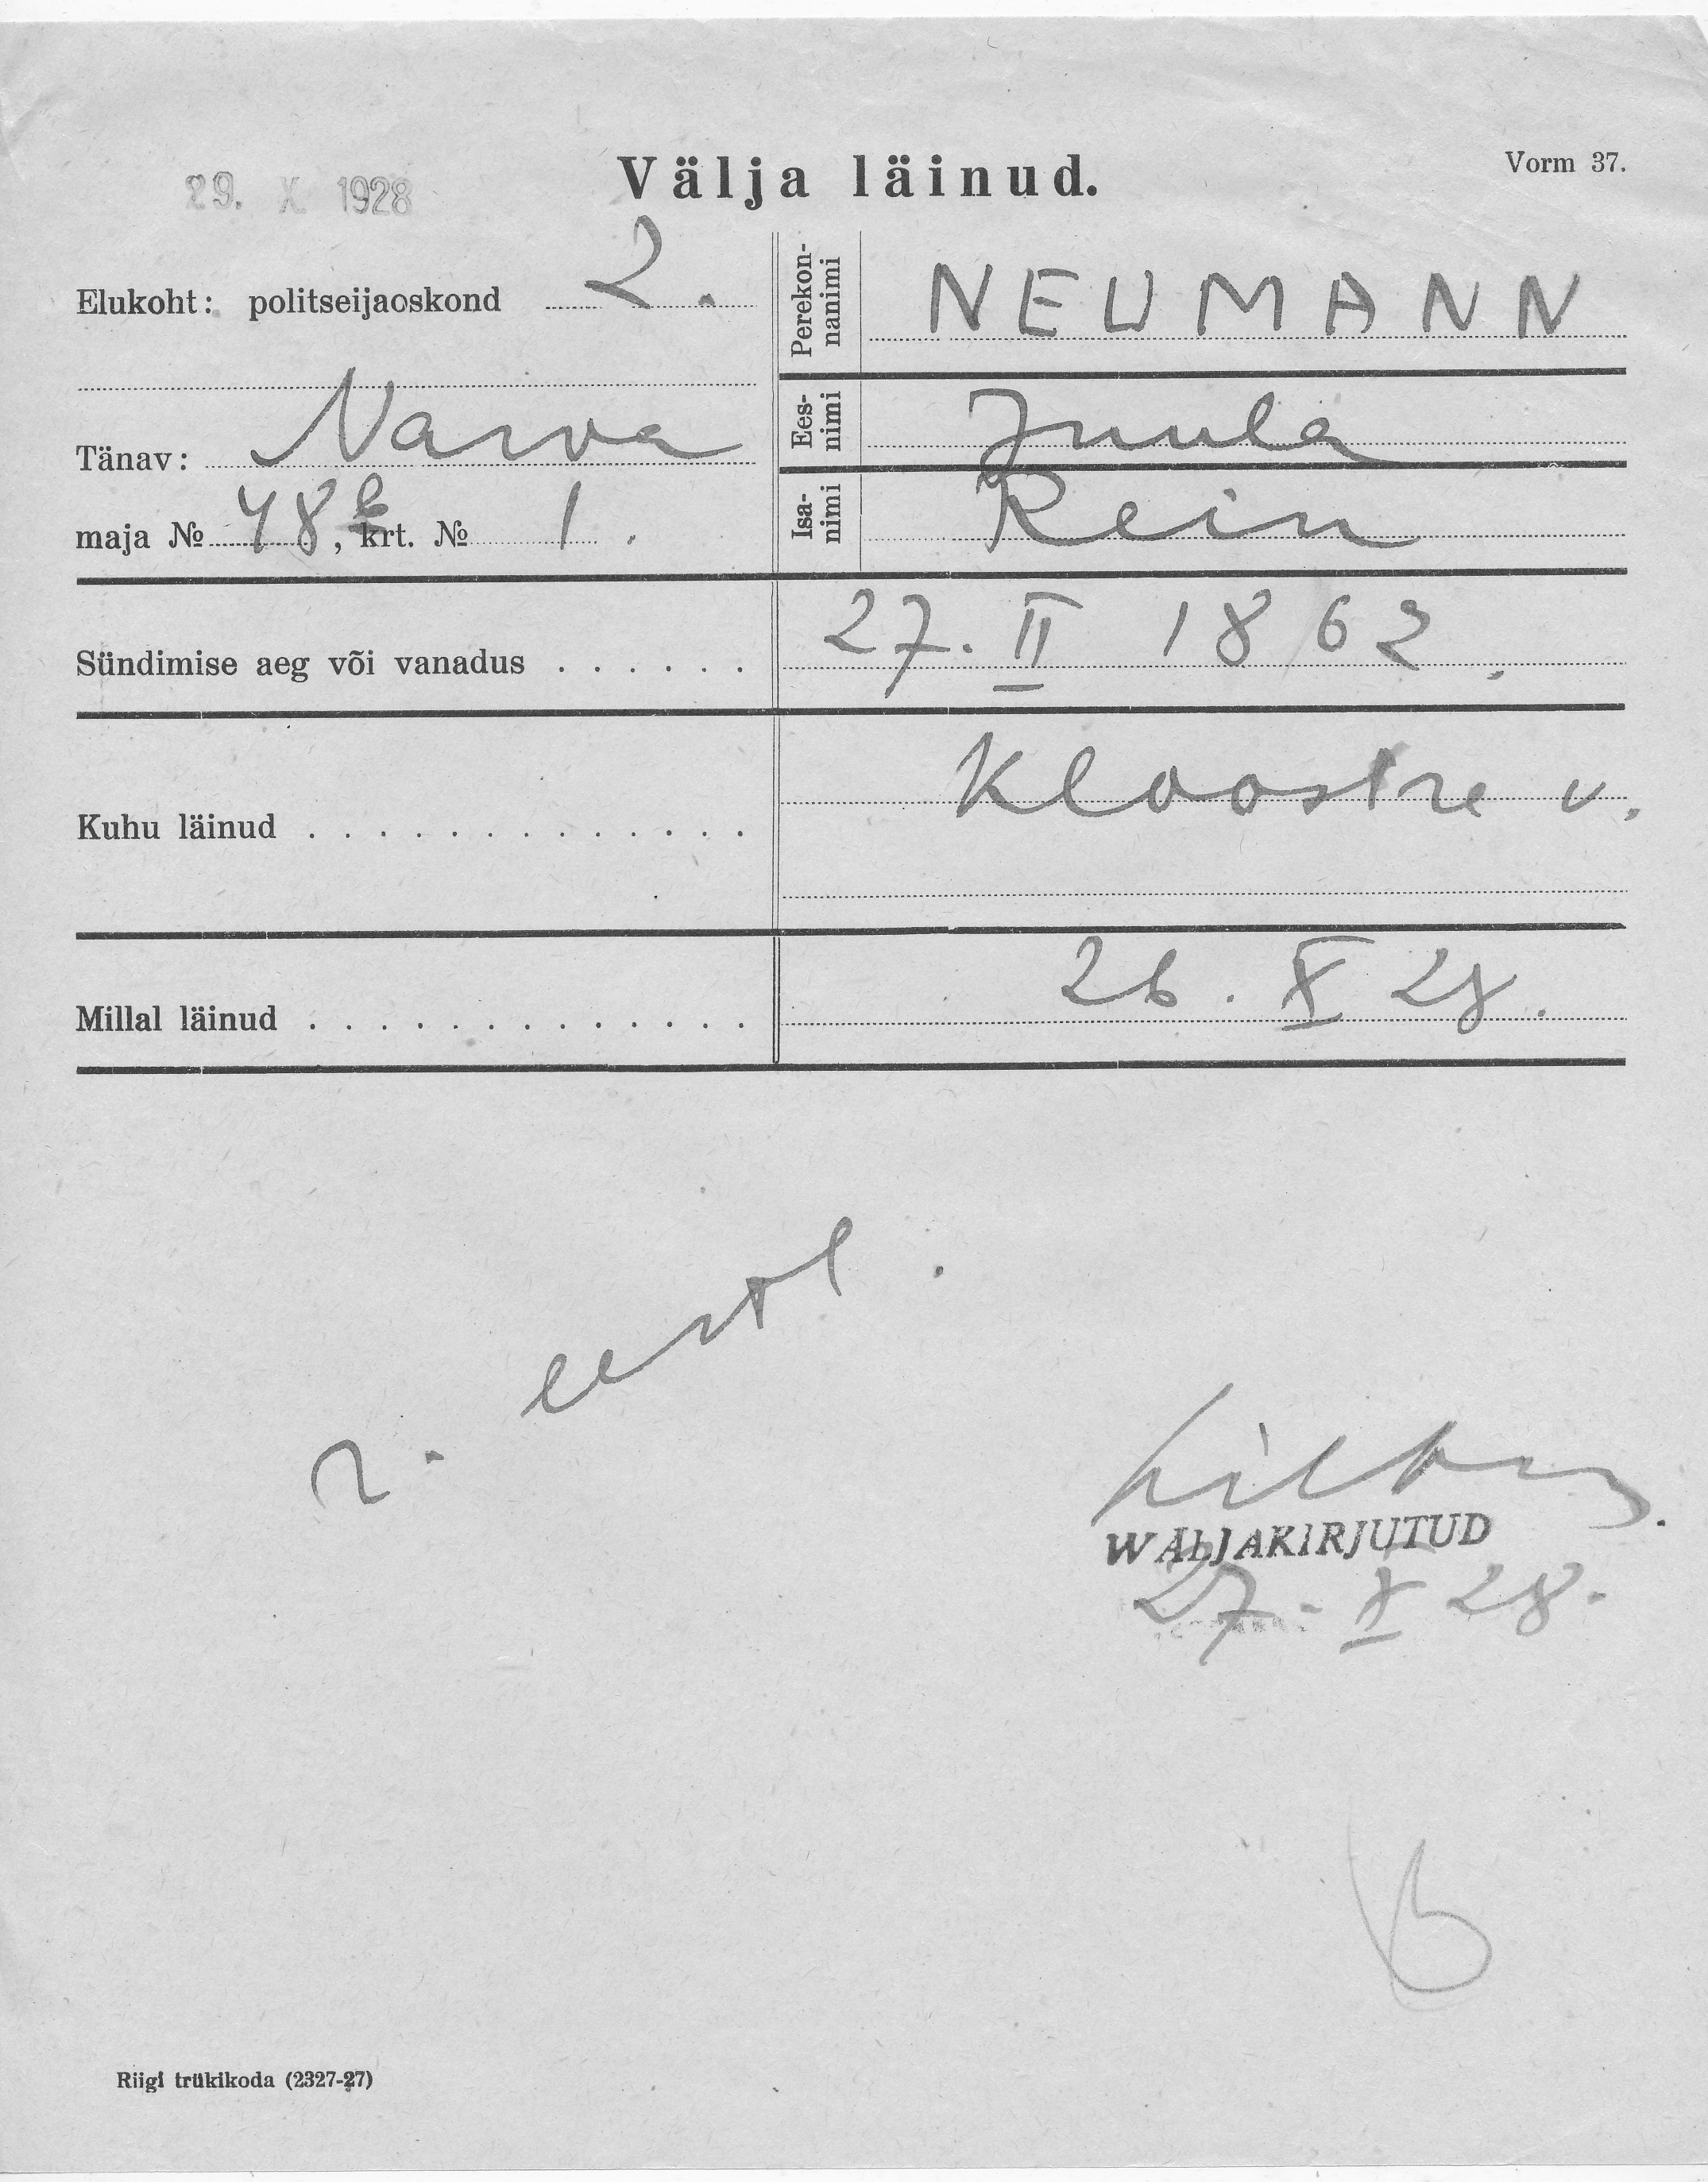 29. X 1928
Välja läinud.
Vorm 37.
Elukoht: politseijaoskond 2.
Tänav: Narva
maja № 48 b, krt. № 1.
Perekonnanimi NEUMANN
Eesnimi Juula
Isanimi Rein
Sündimise aeg või vanadus . . . . . . 27. II 1862.
Kuhu läinud . . . . . . . . . . . . . Kloostre v.
Millal läinud . . . . . . . . . . . . . 26. X 28.
r. eestl.
WÄLJAKIRJUTUD
27. X 28.
Riigi trükikoda (2327-27)